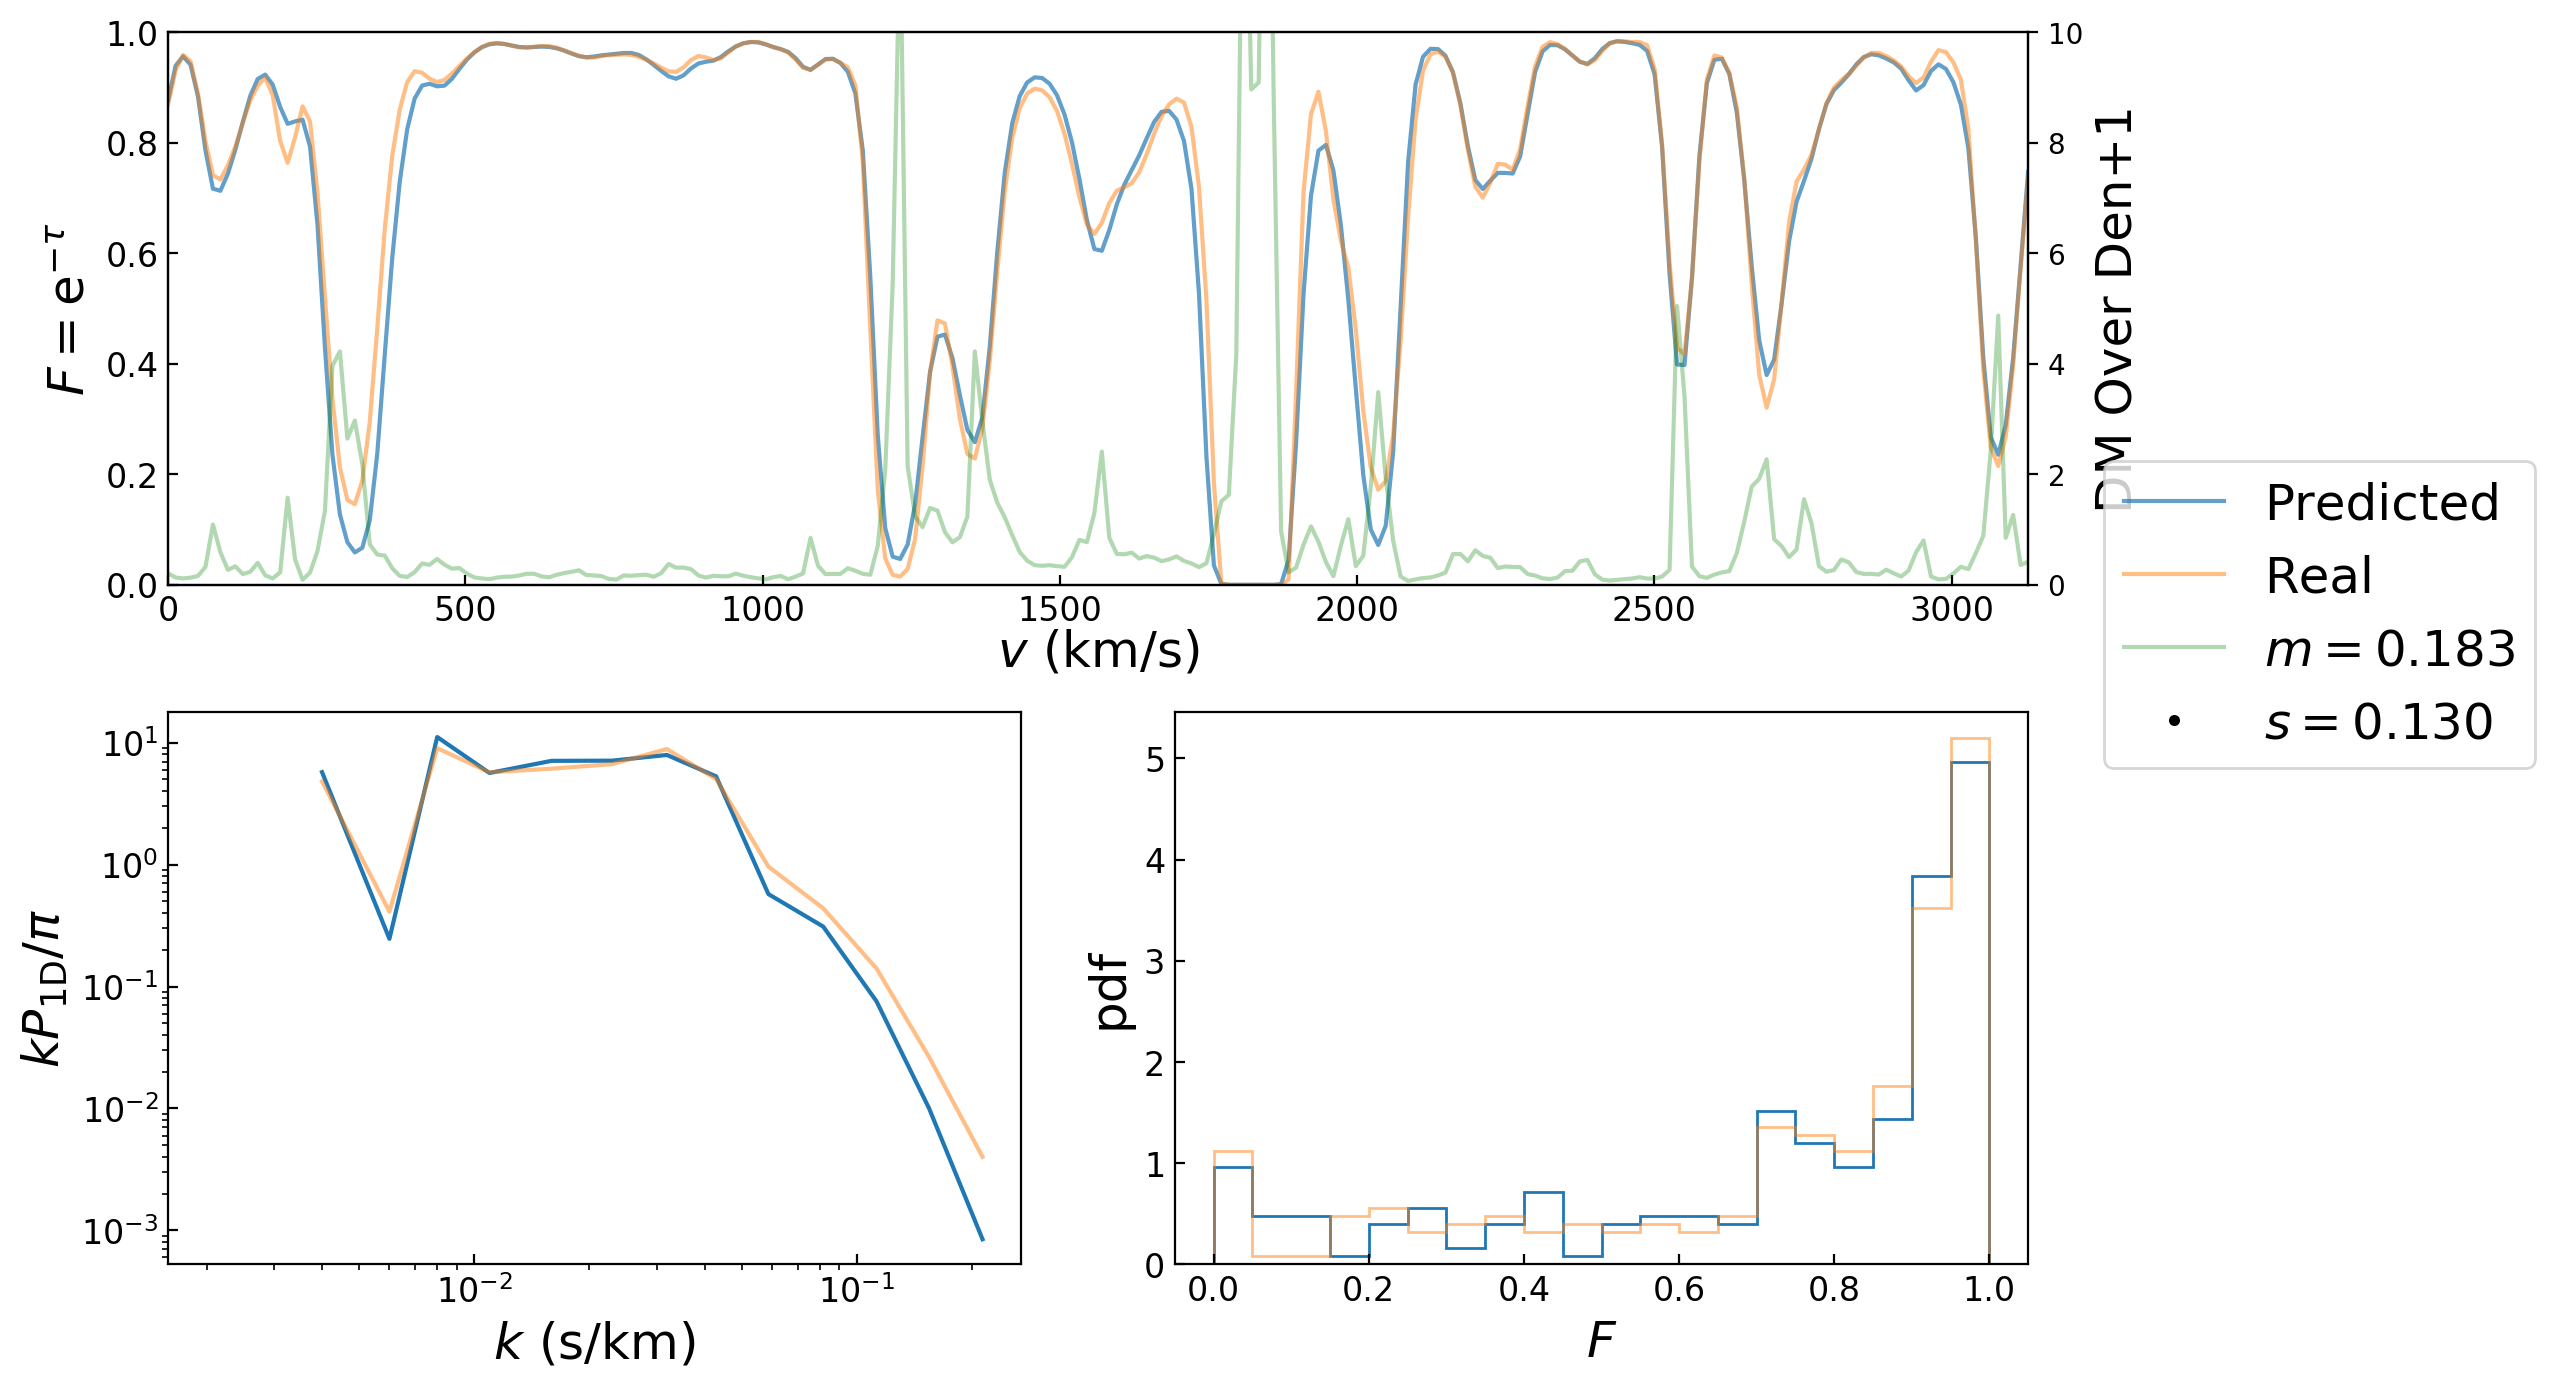 1.0
0.8
0.6
0.4
0.2
0.0
F = e^{−τ}
10
8
6
4
2
0
DM Over Den+1
0 500 1000 1500 2000 2500 3000
v (km/s)
Predicted
Real
m = 0.183
s = 0.130
10^1
10^0
10^{−1}
10^{−2}
10^{−3}
kP_{1D}/π
10^{−2} 10^{−1}
k (s/km)
5
4
3
2
1
0
pdf
0.0 0.2 0.4 0.6 0.8 1.0
F